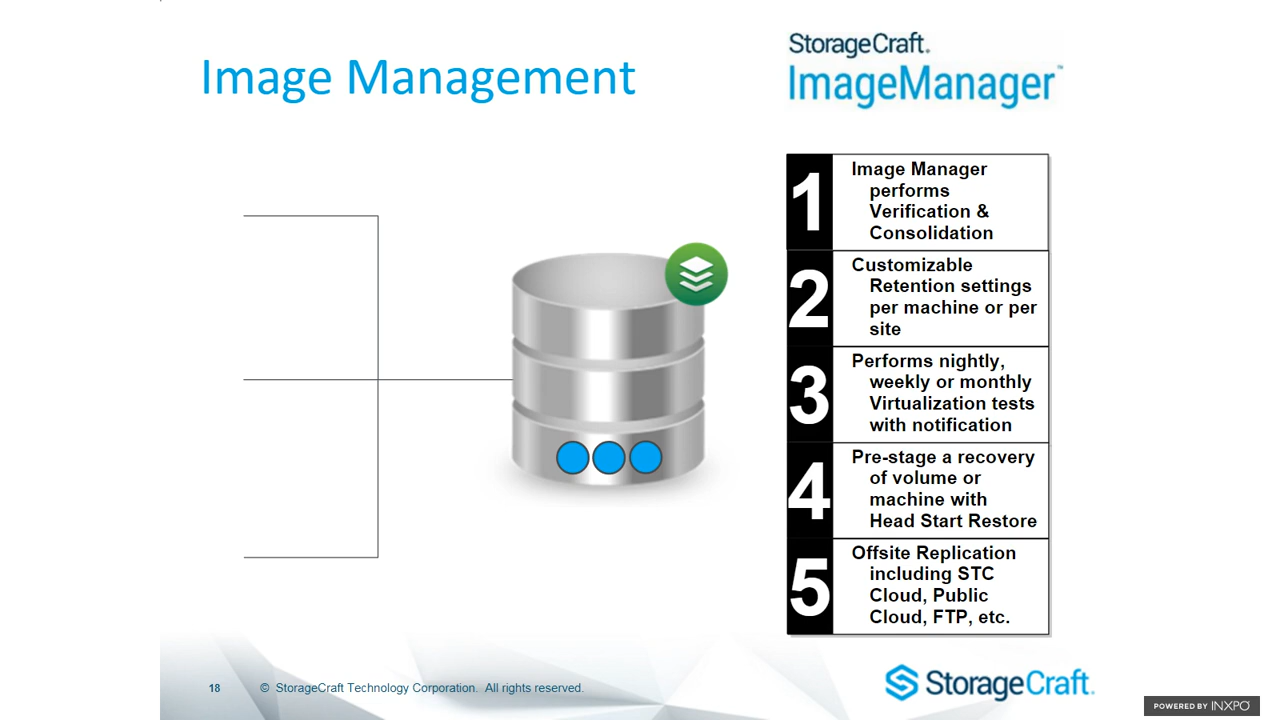 Image Management
StorageCraft.
ImageManager™
1
Image Manager
performs
Verification &
Consolidation
2
Customizable
Retention settings
per machine or per
site
3
Performs nightly,
weekly or monthly
Virtualization tests
with notification
4
Pre-stage a recovery
of volume or
machine with
Head Start Restore
5
Offsite Replication
including STC
Cloud, Public
Cloud, FTP, etc.
18
© StorageCraft Technology Corporation. All rights reserved.
StorageCraft.
POWERED BY INXPO